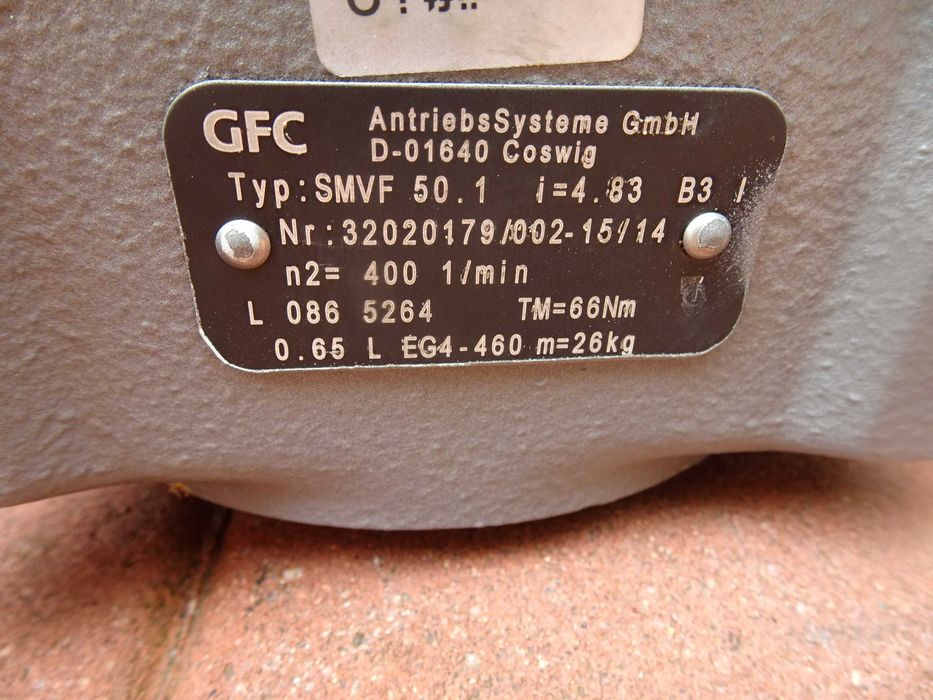 GFC AntriebsSysteme GmbH
D-01640 Coswig
Typ:SMVF 50.1 i=4.83 B3 I
Nr:32020179/002-15/14
n2= 400 1/min
L 086 5264 TM=66Nm
0.65 L EG4-460 m=26kg